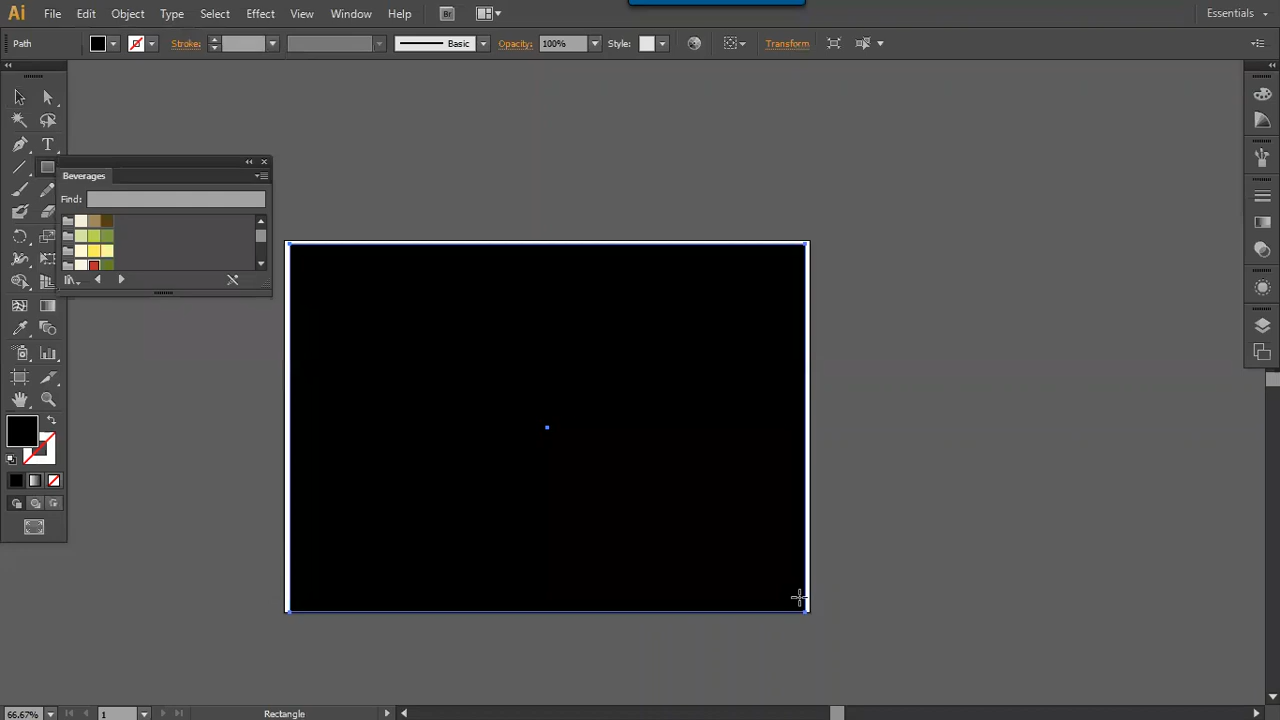 Ai File Edit Object Type Select Effect View Window Help Br Essentials
Path Stroke: Basic Opacity: 100% Style: Transform
T
Beverages
Find:
66.67% 1 Rectangle